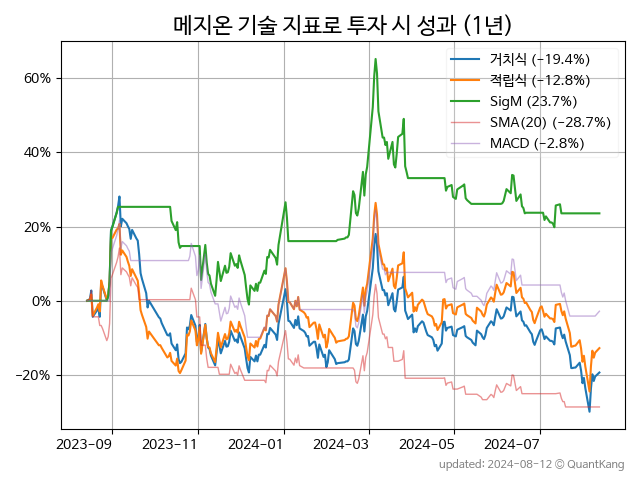 메지온 기술 지표로 투자 시 성과 (1년)
60%
40%
20%
0%
−20%
거치식 (−19.4%)
적립식 (−12.8%)
SigM (23.7%)
SMA(20) (−28.7%)
MACD (−2.8%)
2023-09
2023-11
2024-01
2024-03
2024-05
2024-07
updated: 2024-08-12 © QuantKang